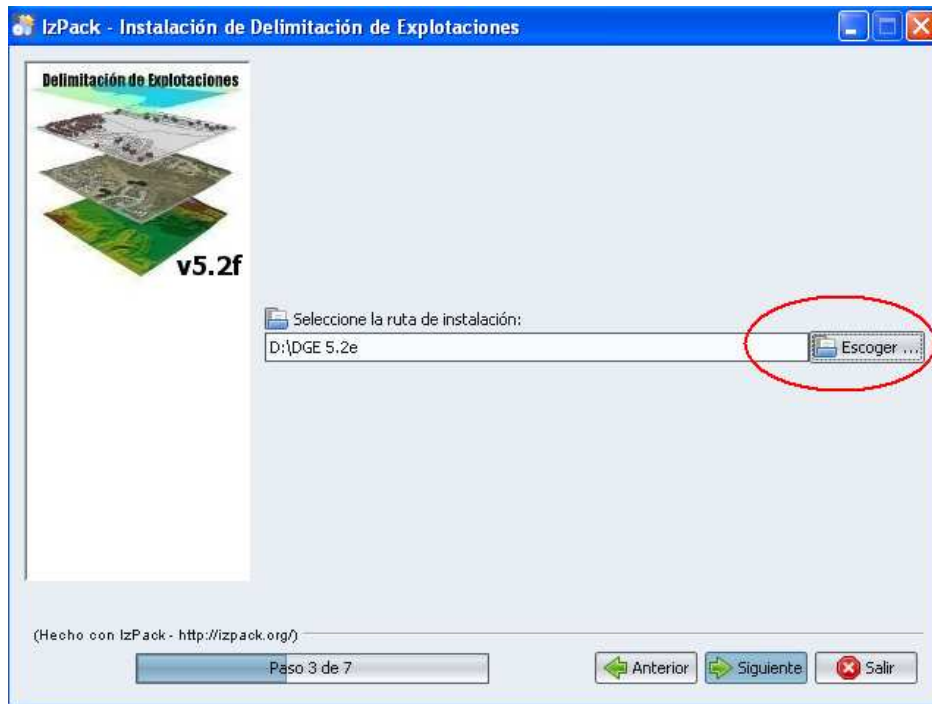 IzPack - Instalación de Delimitación de Explotaciones
Delimitación de Explotaciones
v5.2f
Seleccione la ruta de instalación:
D:\DGE 5.2e
Escoger ...
(Hecho con IzPack - http://izpack.org/)
Paso 3 de 7
Anterior
Siguiente
Salir